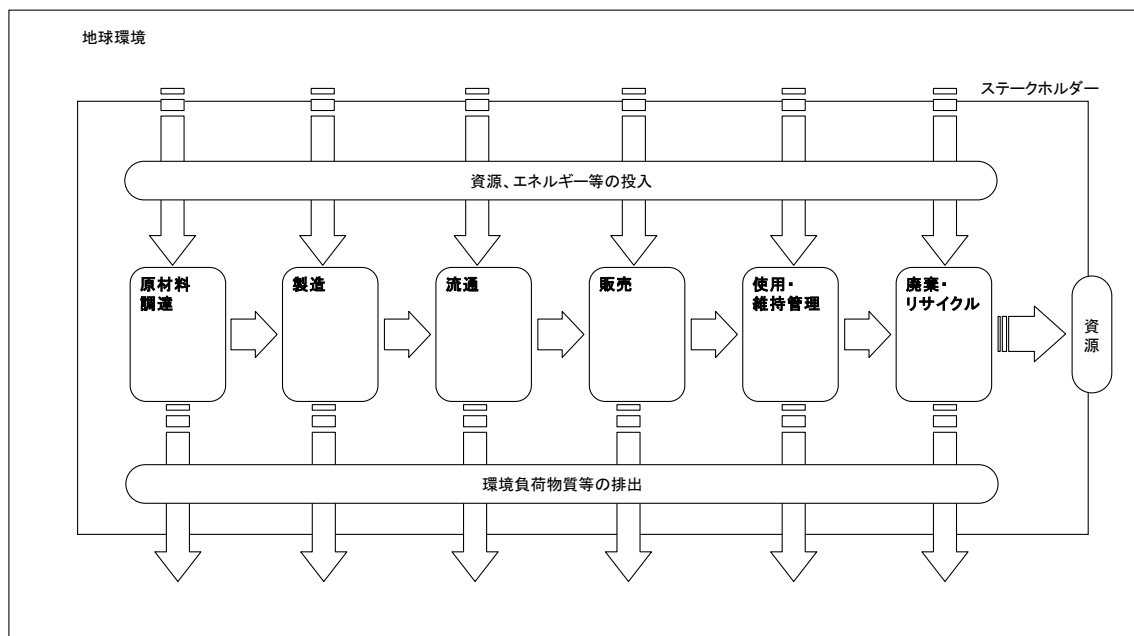 地球環境
ステークホルダー
資源、エネルギー等の投入
原材料
調達
製造
流通
販売
使用・
維持管理
廃棄・
リサイクル
資
源
環境負荷物質等の排出